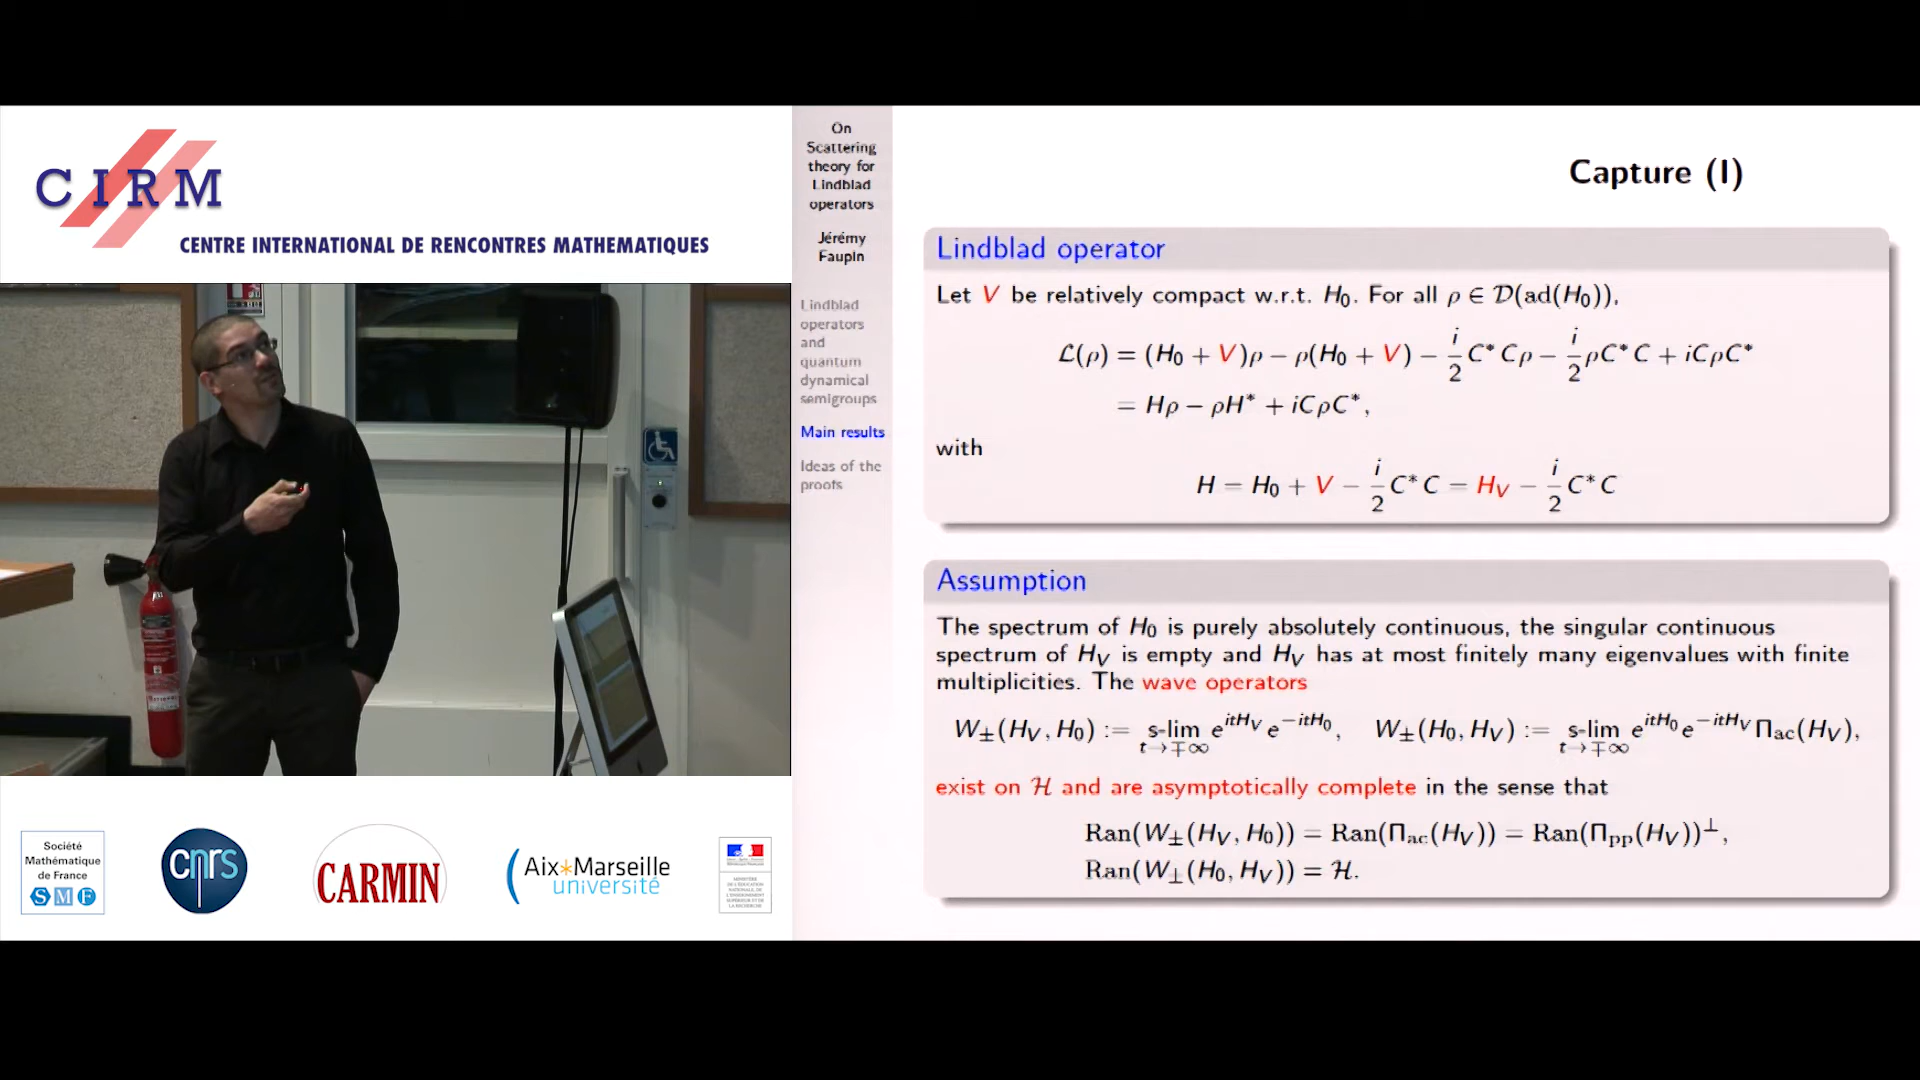 CIRM
CENTRE INTERNATIONAL DE RENCONTRES MATHEMATIQUES
Société
Mathématique
de France
SMF
cnrs
CARMIN
Aix*Marseille
université
On
Scattering
theory for
Lindblad
operators
Jérémy
Faupin
Lindblad
operators
and
quantum
dynamical
semigroups
Main results
Ideas of the
proofs
Capture (I)
Lindblad operator
Let V be relatively compact w.r.t. H₀. For all ρ ∈ 𝒟(ad(H₀)),
ℒ(ρ) = (H₀ + V)ρ − ρ(H₀ + V) − i/2 C*Cρ − i/2 ρC*C + iCρC*
= Hρ − ρH* + iCρC*,
with
H = H₀ + V − i/2 C*C = H_V − i/2 C*C
Assumption
The spectrum of H₀ is purely absolutely continuous, the singular continuous
spectrum of H_V is empty and H_V has at most finitely many eigenvalues with finite
multiplicities. The wave operators
W±(H_V, H₀) := s-lim_{t→∓∞} e^{itH_V} e^{−itH₀}, W±(H₀, H_V) := s-lim_{t→∓∞} e^{itH₀} e^{−itH_V} Π_ac(H_V),
exist on ℋ and are asymptotically complete in the sense that
Ran(W±(H_V, H₀)) = Ran(Π_ac(H_V)) = Ran(Π_pp(H_V))^⊥,
Ran(W±(H₀, H_V)) = ℋ.